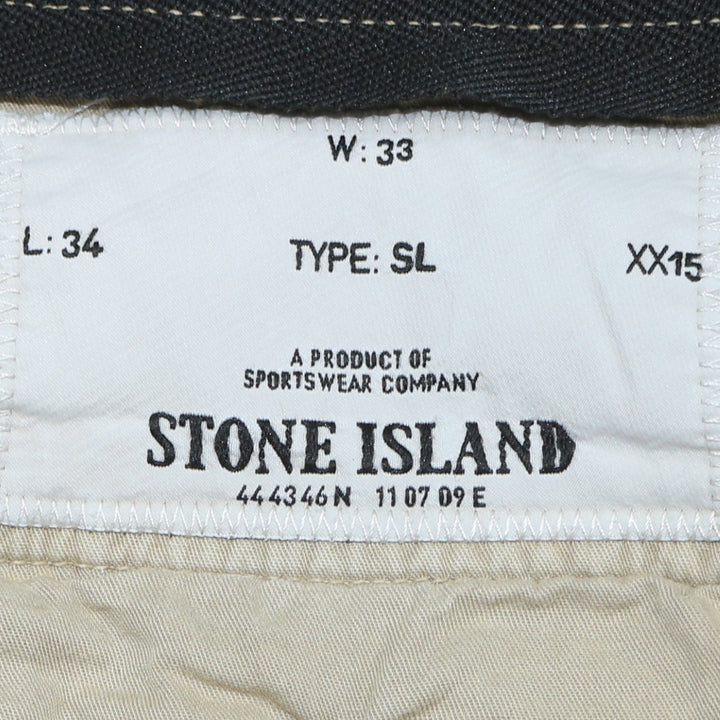 W: 33
L: 34 TYPE: SL XX15
A PRODUCT OF
SPORTSWEAR COMPANY
STONE ISLAND
444346N 11 07 09 E